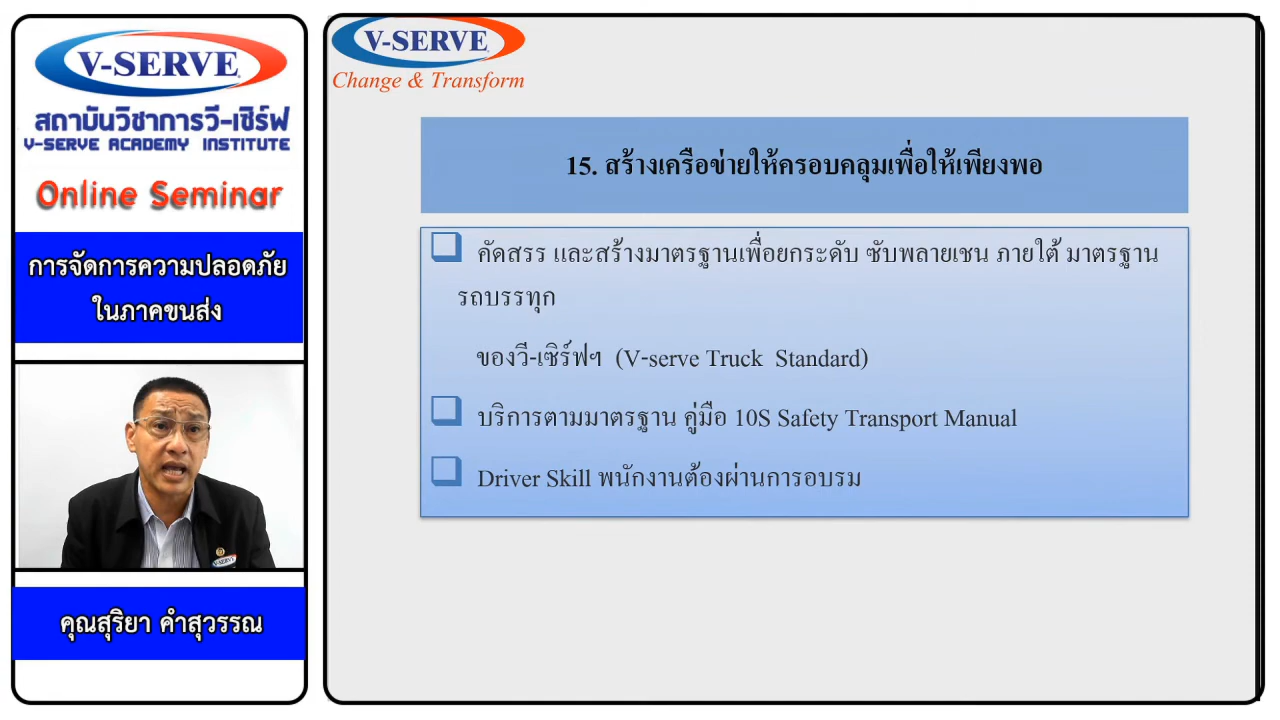 V-SERVE
สถาบันวิชาการวี-เซิร์ฟ
V-SERVE ACADEMY INSTITUTE
Online Seminar
การจัดการความปลอดภัย
ในภาคขนส่ง
V-SERVE
คุณสุริยา คำสุวรรณ
V-SERVE
Change & Transform
15. สร้างเครือข่ายให้ครอบคลุมเพื่อให้เพียงพอ
คัดสรร และสร้างมาตรฐานเพื่อยกระดับ ซับพลายเชน ภายใต้ มาตรฐาน
รถบรรทุก
ของวี-เซิร์ฟฯ (V-serve Truck Standard)
บริการตามมาตรฐาน คู่มือ 10S Safety Transport Manual
Driver Skill พนักงานต้องผ่านการอบรม